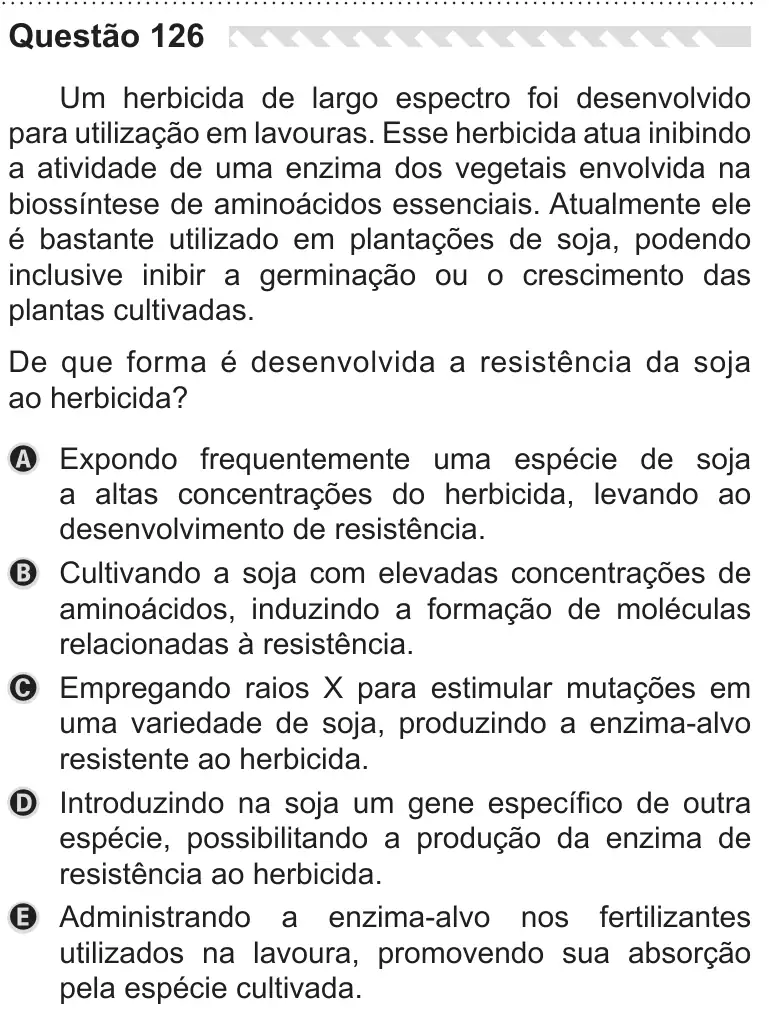 Questão 126
Um herbicida de largo espectro foi desenvolvido
para utilização em lavouras. Esse herbicida atua inibindo
a atividade de uma enzima dos vegetais envolvida na
biossíntese de aminoácidos essenciais. Atualmente ele
é bastante utilizado em plantações de soja, podendo
inclusive inibir a germinação ou o crescimento das
plantas cultivadas.
De que forma é desenvolvida a resistência da soja
ao herbicida?
A Expondo frequentemente uma espécie de soja
a altas concentrações do herbicida, levando ao
desenvolvimento de resistência.
B Cultivando a soja com elevadas concentrações de
aminoácidos, induzindo a formação de moléculas
relacionadas à resistência.
C Empregando raios X para estimular mutações em
uma variedade de soja, produzindo a enzima-alvo
resistente ao herbicida.
D Introduzindo na soja um gene específico de outra
espécie, possibilitando a produção da enzima de
resistência ao herbicida.
E Administrando a enzima-alvo nos fertilizantes
utilizados na lavoura, promovendo sua absorção
pela espécie cultivada.